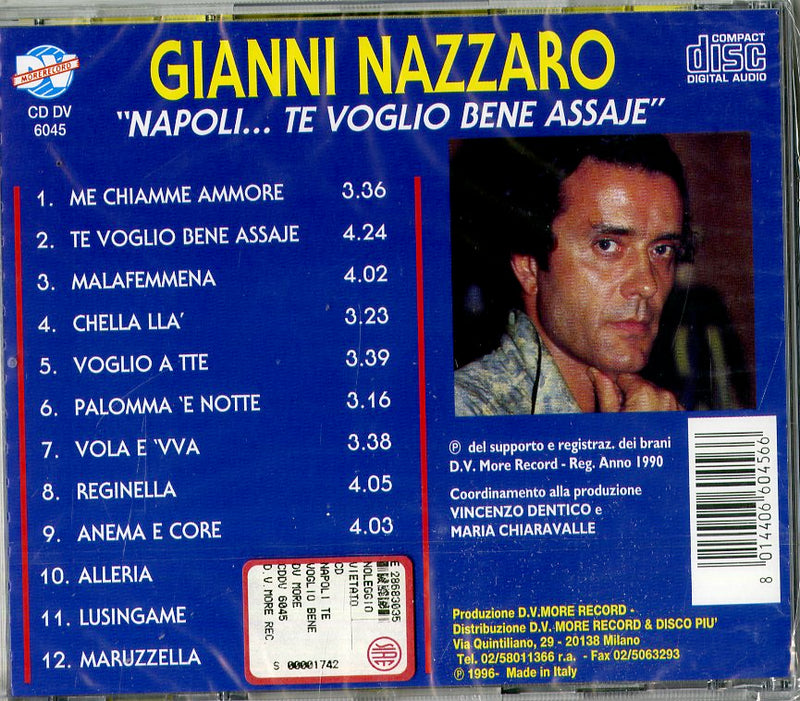 GIANNI NAZZARO
"NAPOLI... TE VOGLIO BENE ASSAJE"
DV
MORERECORD
CD DV
6045
COMPACT
disc
DIGITAL AUDIO
1. ME CHIAMME AMMORE 3.36
2. TE VOGLIO BENE ASSAJE 4.24
3. MALAFEMMENA 4.02
4. CHELLA LLA' 3.23
5. VOGLIO A TTE 3.39
6. PALOMMA 'E NOTTE 3.16
7. VOLA E 'VVA 3.38
8. REGINELLA 4.05
9. ANEMA E CORE 4.03
10. ALLERIA
11. LUSINGAME
12. MARUZZELLA
℗ del supporto e registraz. dei brani
D.V. More Record - Reg. Anno 1990
Coordinamento alla produzione
VINCENZO DENTICO e
MARIA CHIARAVALLE
8 014406 604566
E 28683035
NOLEGGIO
VIETATO
CD
NAPOLI TE
VOGLIO BENE
DV MORE
CDDV 6045
D.V.MORE REC
S 00001742
SIAE
Produzione D.V.MORE RECORD -
Distribuzione D.V. MORE RECORD & DISCO PIU'
Via Quintiliano, 29 - 20138 Milano
Tel. 02/58011366 r.a. - Fax 02/5063293
℗ 1996- Made in Italy